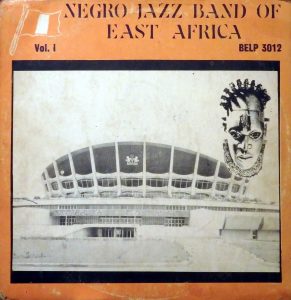 NEGRO JAZZ BAND OF
EAST AFRICA
Vol. I
BELP 3012